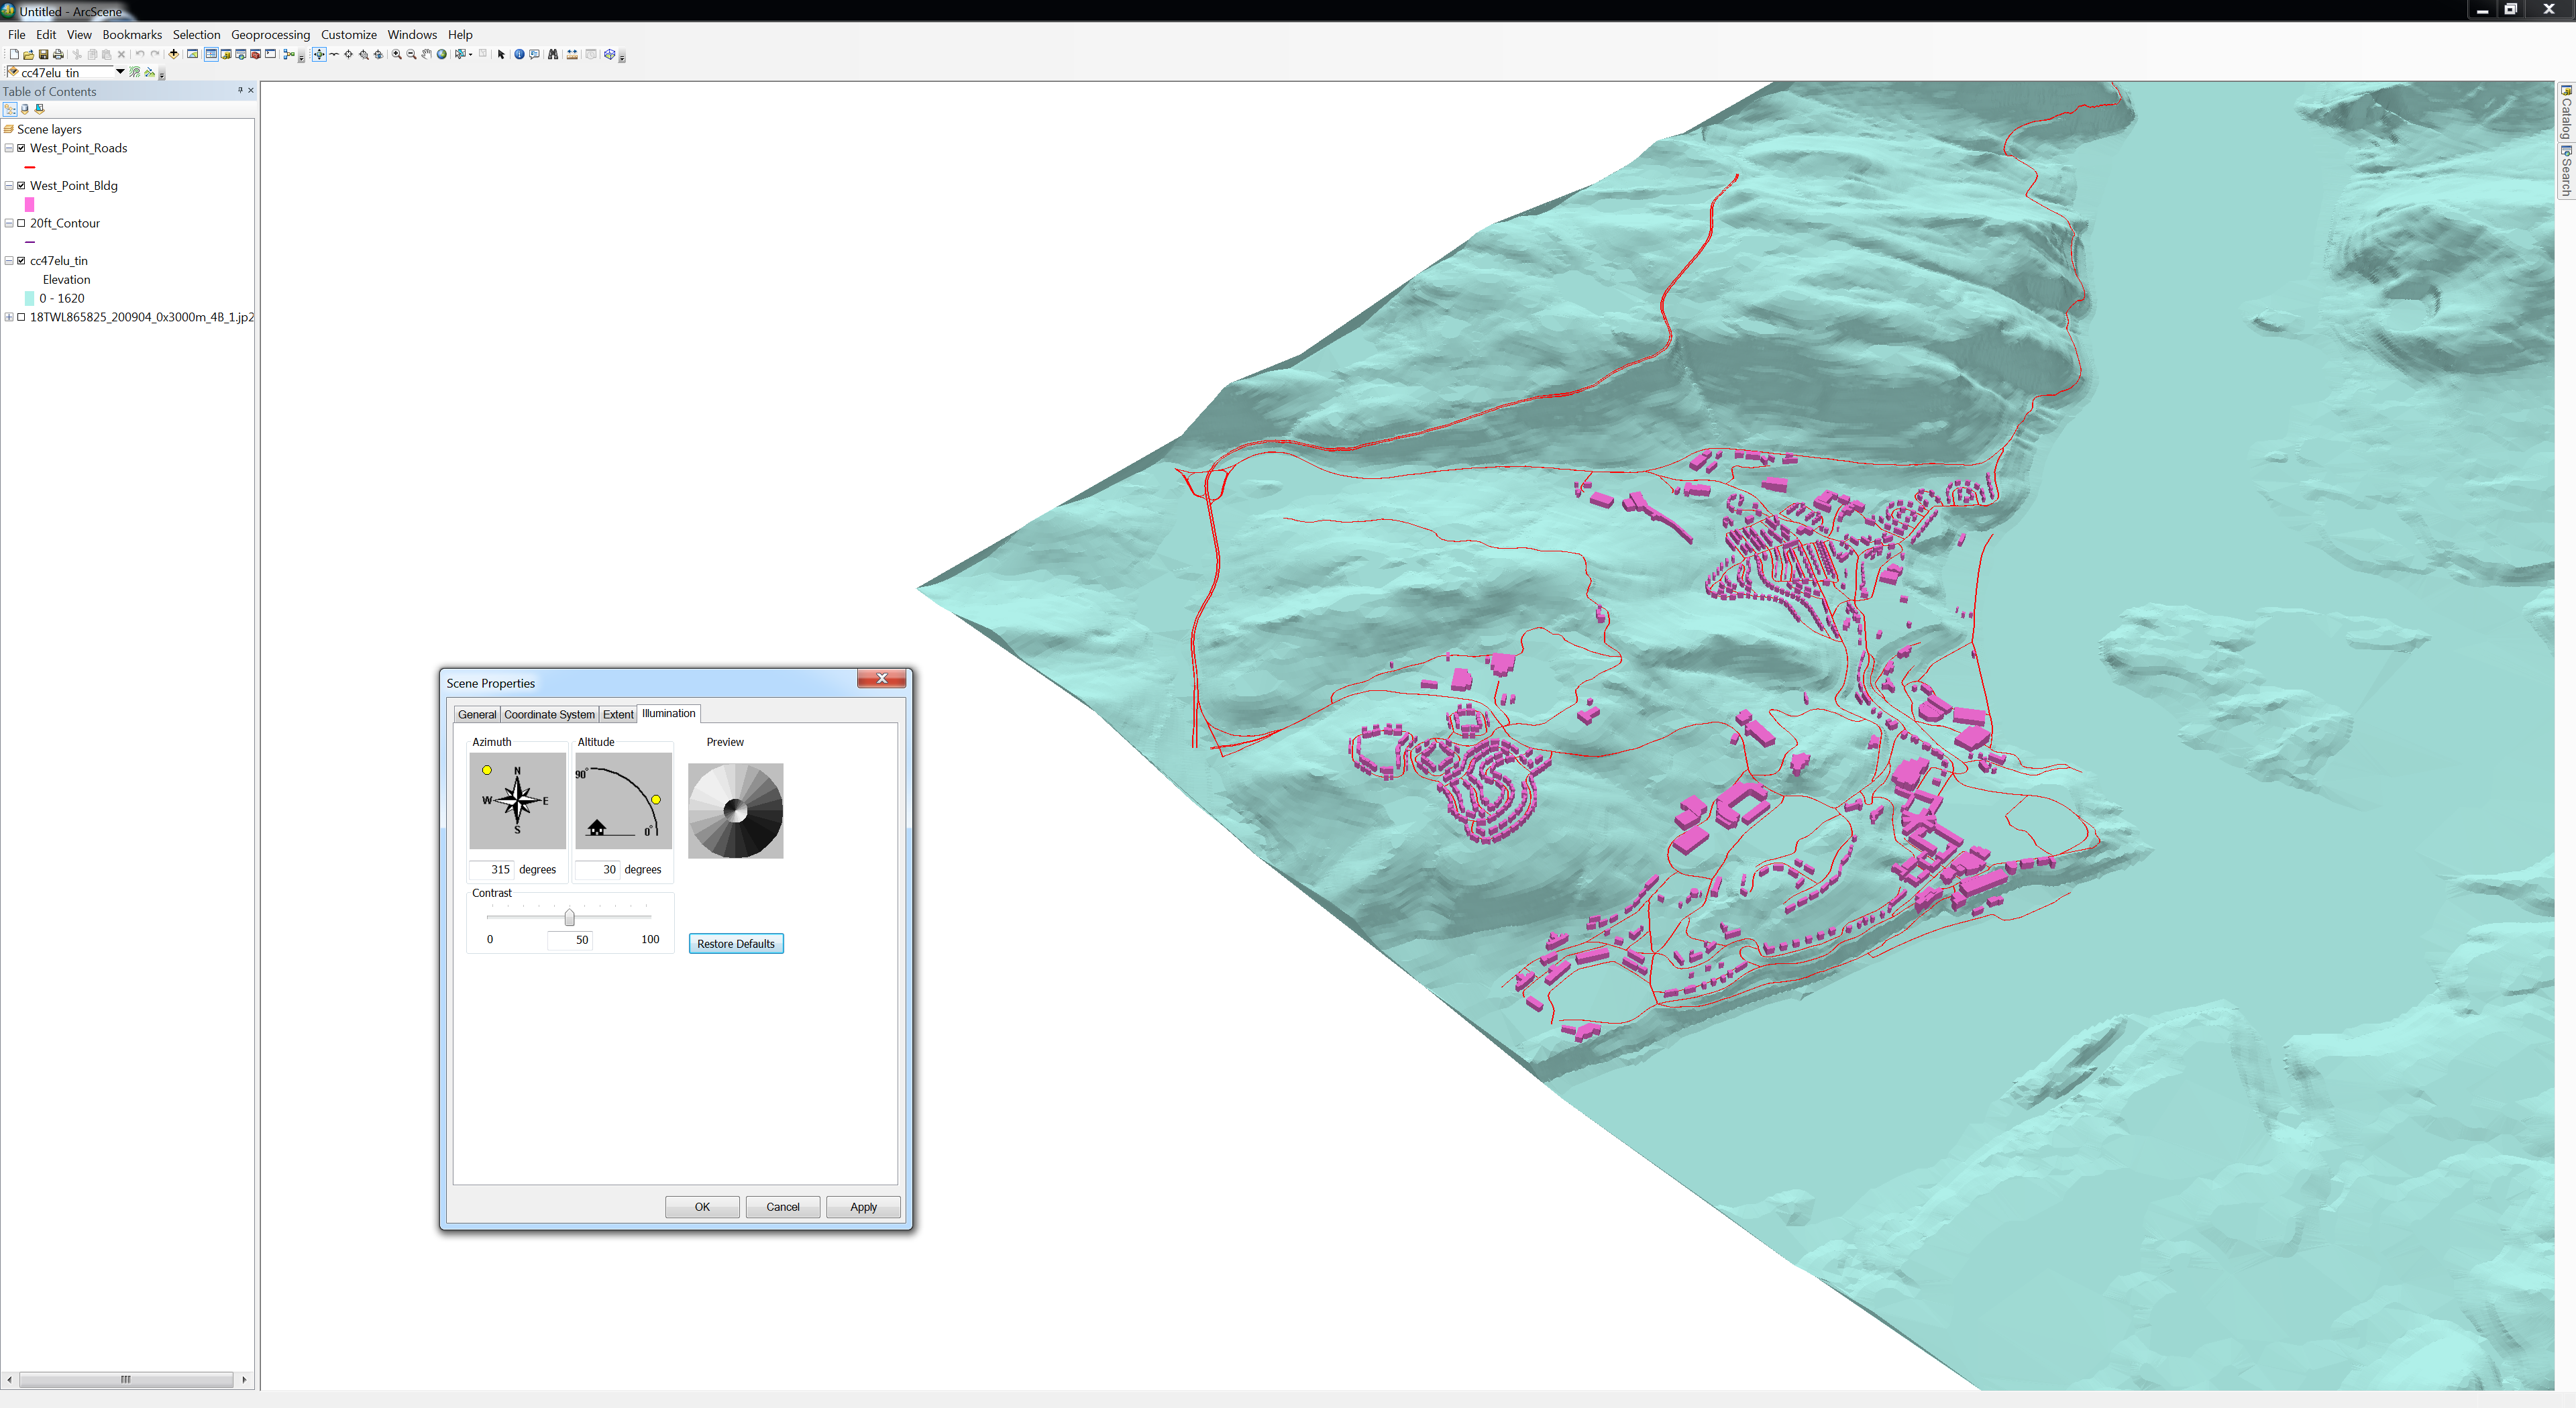 Untitled - ArcScene
File Edit View Bookmarks Selection Geoprocessing Customize Windows Help
cc47elu_tin
Table of Contents
Scene layers
West_Point_Roads
West_Point_Bldg
20ft_Contour
cc47elu_tin
Elevation
0 - 1620
18TWL865825_200904_0x3000m_4B_1.jp2
Catalog
Search
Scene Properties
General Coordinate System Extent Illumination
Azimuth Altitude Preview
N
W E
S
90°
0°
315 degrees 30 degrees
Contrast
0 50 100
Restore Defaults
OK Cancel Apply